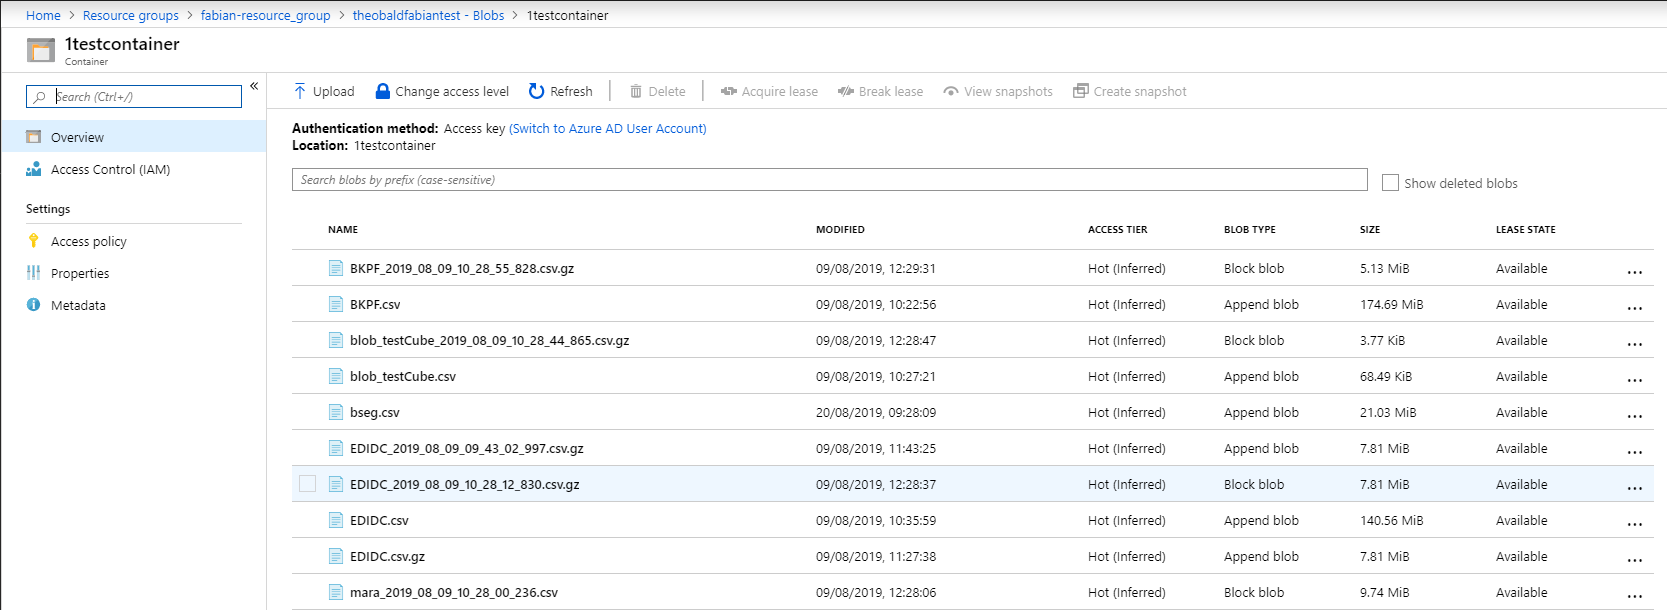 Home > Resource groups > fabian-resource_group > theobaldfabiantest - Blobs > 1testcontainer
1testcontainer
Container
Search (Ctrl+/)
«
Overview
Access Control (IAM)
Settings
Access policy
Properties
Metadata
Upload Change access level Refresh Delete Acquire lease Break lease View snapshots Create snapshot
Authentication method: Access key (Switch to Azure AD User Account)
Location: 1testcontainer
Search blobs by prefix (case-sensitive) Show deleted blobs
NAME MODIFIED ACCESS TIER BLOB TYPE SIZE LEASE STATE
BKPF_2019_08_09_10_28_55_828.csv.gz 09/08/2019, 12:29:31 Hot (Inferred) Block blob 5.13 MiB Available ...
BKPF.csv 09/08/2019, 10:22:56 Hot (Inferred) Append blob 174.69 MiB Available ...
blob_testCube_2019_08_09_10_28_44_865.csv.gz 09/08/2019, 12:28:47 Hot (Inferred) Block blob 3.77 KiB Available ...
blob_testCube.csv 09/08/2019, 10:27:21 Hot (Inferred) Append blob 68.49 KiB Available ...
bseg.csv 20/08/2019, 09:28:09 Hot (Inferred) Append blob 21.03 MiB Available ...
EDIDC_2019_08_09_09_43_02_997.csv.gz 09/08/2019, 11:43:25 Hot (Inferred) Append blob 7.81 MiB Available ...
EDIDC_2019_08_09_10_28_12_830.csv.gz 09/08/2019, 12:28:37 Hot (Inferred) Block blob 7.81 MiB Available ...
EDIDC.csv 09/08/2019, 10:35:59 Hot (Inferred) Append blob 140.56 MiB Available ...
EDIDC.csv.gz 09/08/2019, 11:27:38 Hot (Inferred) Append blob 7.81 MiB Available ...
mara_2019_08_09_10_28_00_236.csv 09/08/2019, 12:28:06 Hot (Inferred) Block blob 9.74 MiB Available ...